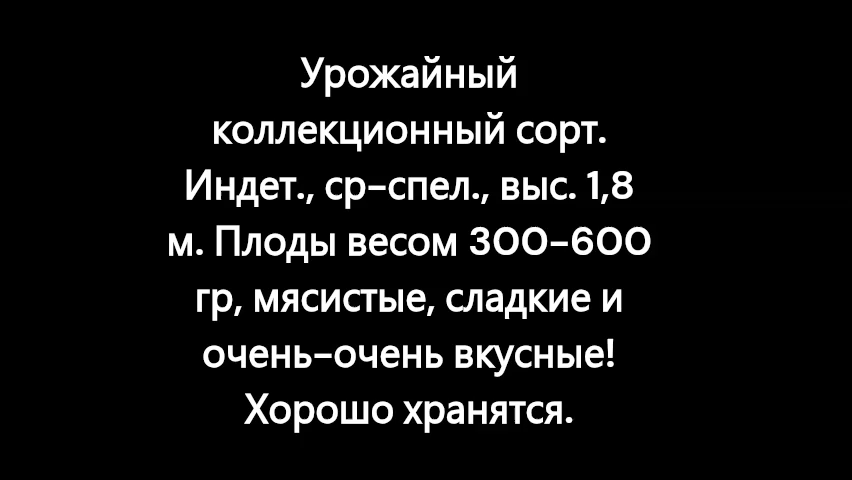 Урожайный
коллекционный сорт.
Индет., ср-спел., выс. 1,8
м. Плоды весом 300-600
гр, мясистые, сладкие и
очень-очень вкусные!
Хорошо хранятся.